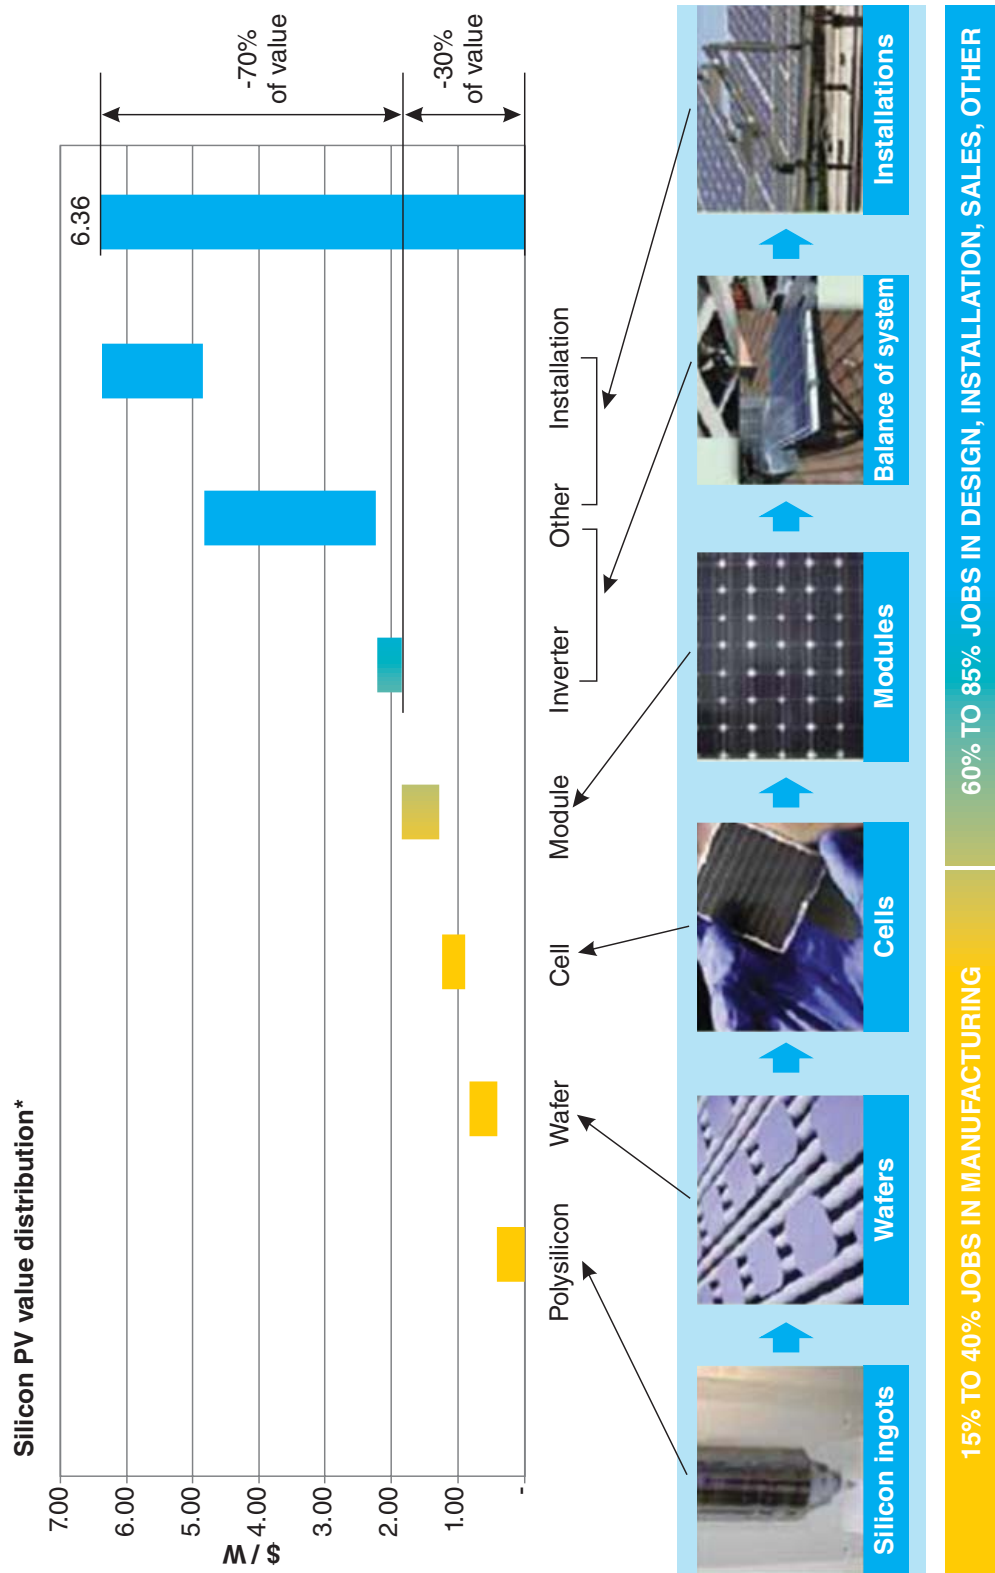 Silicon PV value distribution*
7.00
6.00
5.00
4.00
3.00
2.00
1.00
-
$ / W
6.36
-70%
of value
-30%
of value
Polysilicon
Wafer
Cell
Module
Inverter
Other
Installation
Silicon ingots
Wafers
Cells
Modules
Balance of system
Installations
15% TO 40% JOBS IN MANUFACTURING
60% TO 85% JOBS IN DESIGN, INSTALLATION, SALES, OTHER